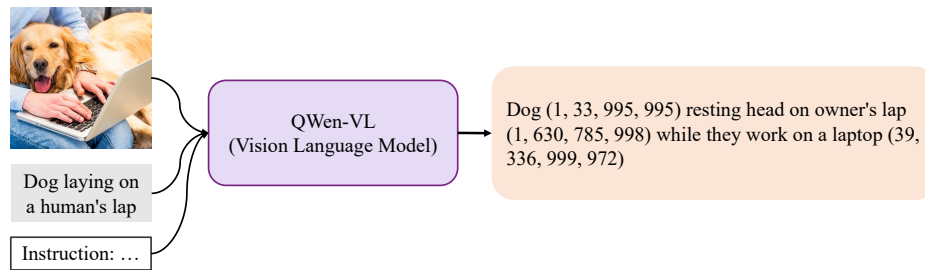 Dog laying on
a human's lap
Instruction: …
QWen-VL
(Vision Language Model)
Dog (1, 33, 995, 995) resting head on owner's lap
(1, 630, 785, 998) while they work on a laptop (39,
336, 999, 972)